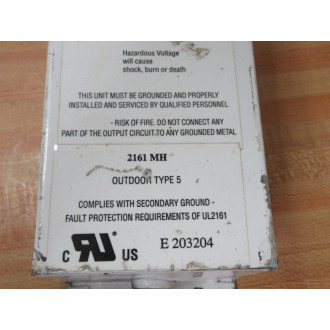 Hazardous Voltage
will cause
shock, burn or death
THIS UNIT MUST BE GROUNDED AND PROPERLY
INSTALLED AND SERVICED BY QUALIFIED PERSONNEL
- RISK OF FIRE. DO NOT CONNECT ANY
PART OF THE OUTPUT CIRCUIT TO ANY GROUNDED METAL
2161 MH
OUTDOOR TYPE 5
COMPLIES WITH SECONDARY GROUND -
FAULT PROTECTION REQUIREMENTS OF UL2161
C RU US E 203204